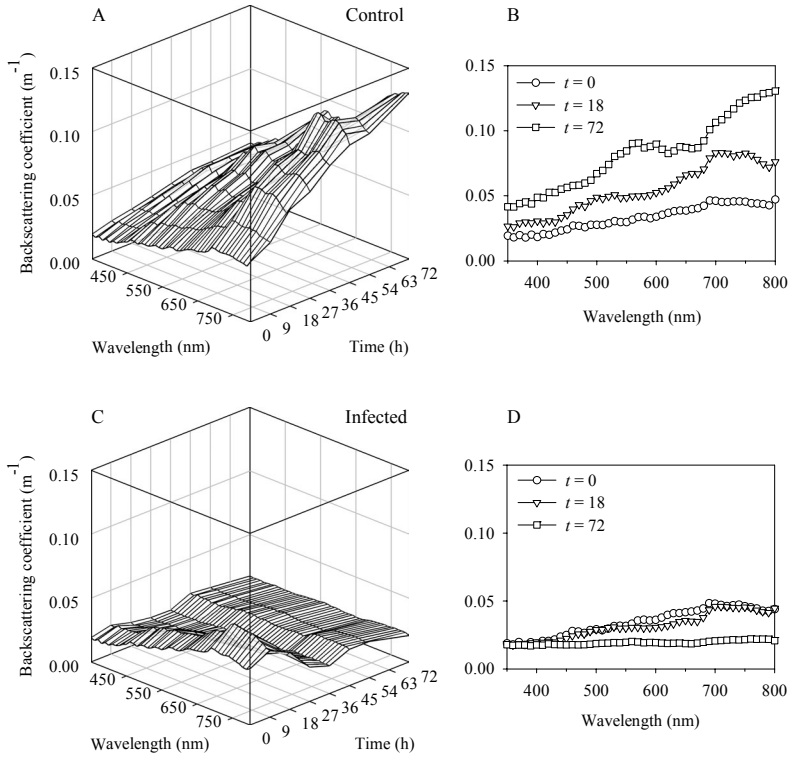 A
Control
Backscattering coefficient (m⁻¹)
0.15
0.10
0.05
0.00
450
550
650
750
Wavelength (nm)
0
9
18
27
36
45
54
63
72
Time (h)
B
t = 0
t = 18
t = 72
0.15
0.10
0.05
0.00
400 500 600 700 800
Wavelength (nm)
C
Infected
Backscattering coefficient (m⁻¹)
0.15
0.10
0.05
0.00
450
550
650
750
Wavelength (nm)
0
9
18
27
36
45
54
63
72
Time (h)
D
t = 0
t = 18
t = 72
0.15
0.10
0.05
0.00
400 500 600 700 800
Wavelength (nm)